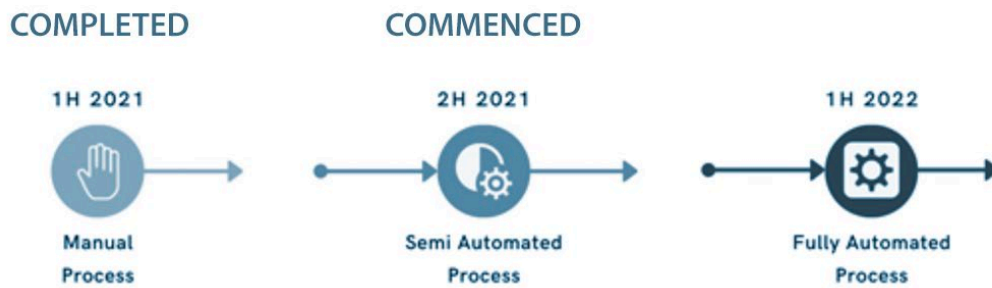 COMPLETED
COMMENCED
1H 2021
2H 2021
1H 2022
Manual
Process
Semi Automated
Process
Fully Automated
Process